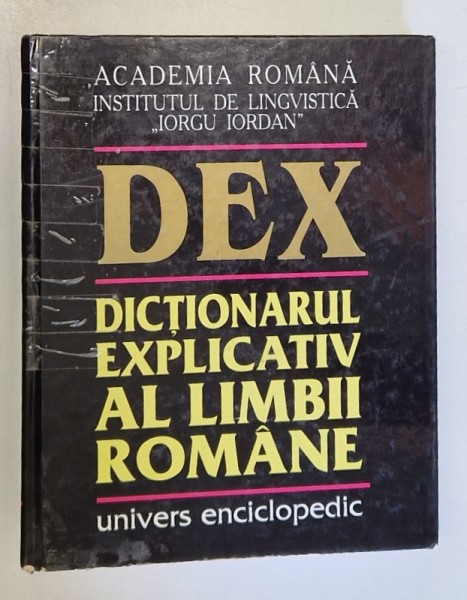 ACADEMIA ROMÂNĂ
INSTITUTUL DE LINGVISTICĂ
„IORGU IORDAN”
DEX
DICȚIONARUL
EXPLICATIV
AL LIMBII
ROMÂNE
univers enciclopedic